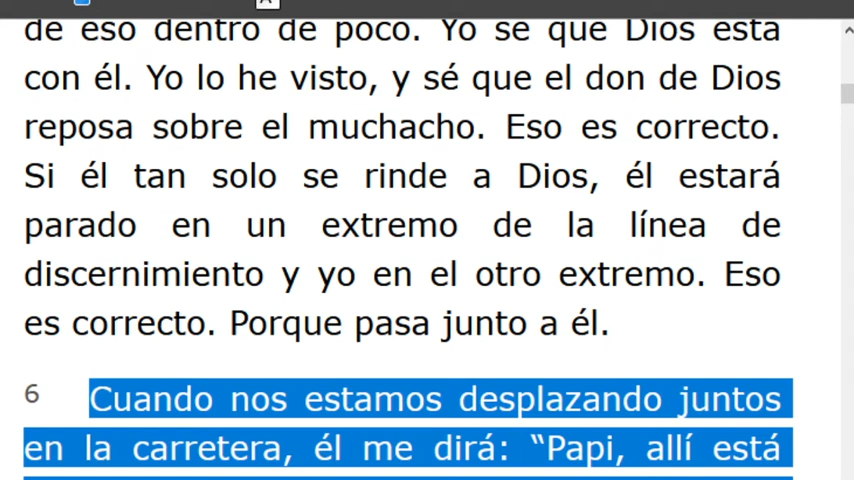 de eso dentro de poco. Yo sé que Dios está
con él. Yo lo he visto, y sé que el don de Dios
reposa sobre el muchacho. Eso es correcto.
Si él tan solo se rinde a Dios, él estará
parado en un extremo de la línea de
discernimiento y yo en el otro extremo. Eso
es correcto. Porque pasa junto a él.
6 Cuando nos estamos desplazando juntos
en la carretera, él me dirá: “Papi, allí está